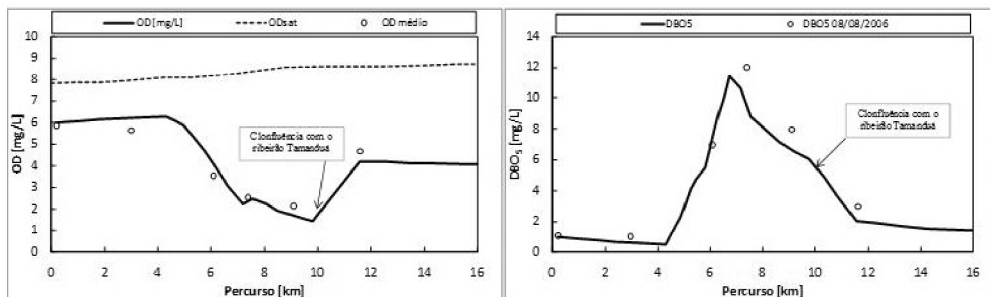 OD [mg/L]
ODsat
OD médio
10
9
8
7
6
5
4
3
2
1
0
OD [mg/L]
Clonfluência com o
ribeirão Tamanduá
0
2
4
6
8
10
12
14
16
Percurso [km]
DBO5
DBO5 08/08/2006
14
12
10
8
6
4
2
0
DBO5 [mg/L]
Clonfluência com o
ribeirão Tamanduá
0
2
4
6
8
10
12
14
16
Percurso [km]